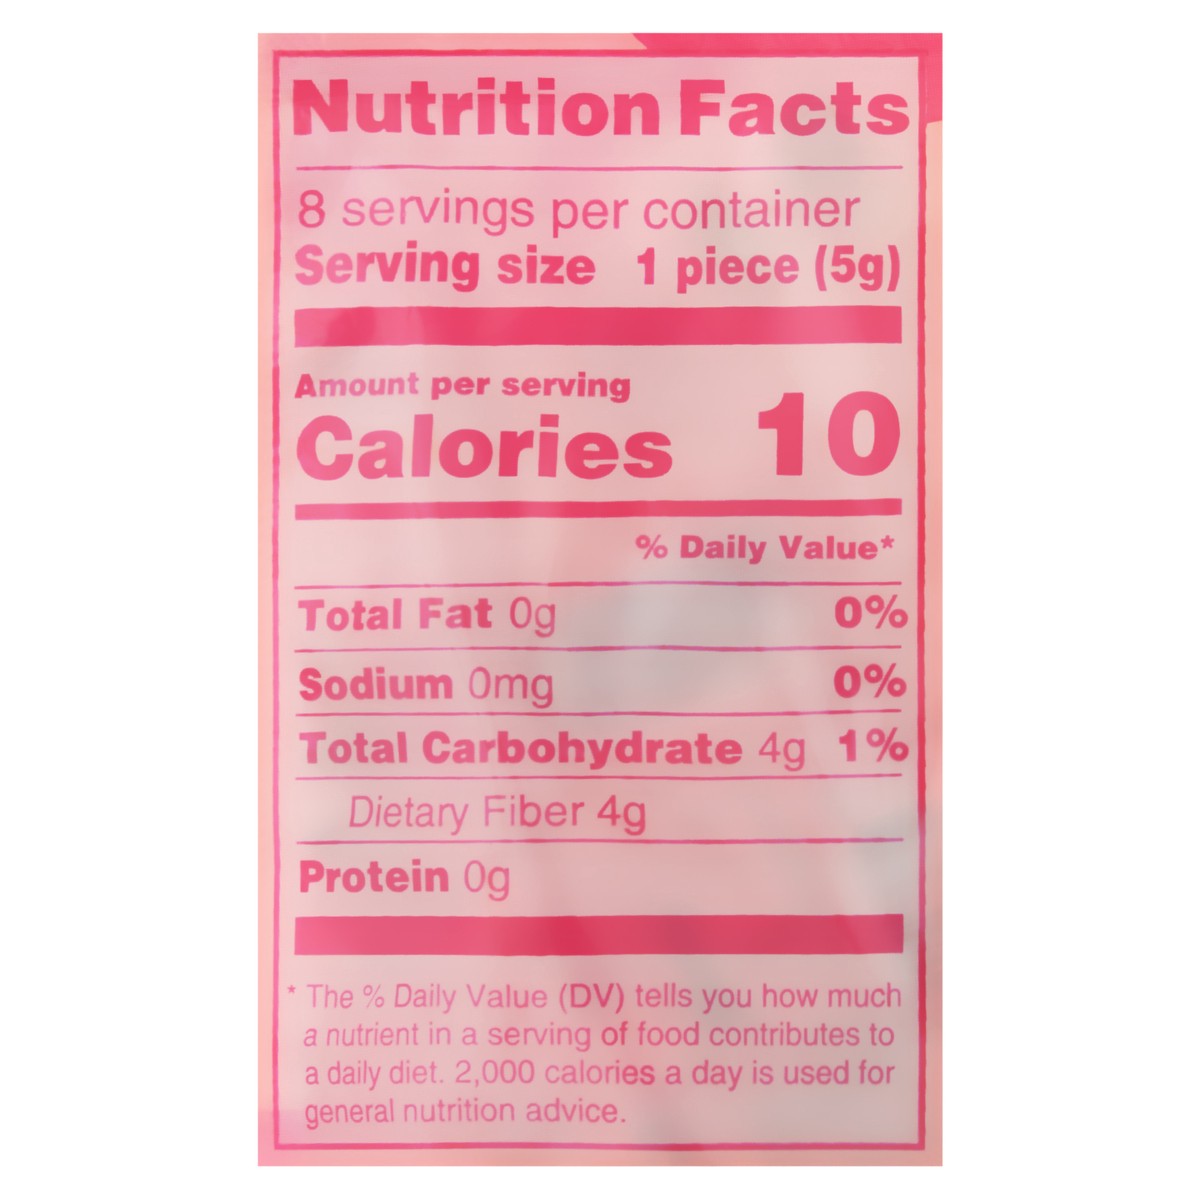 Nutrition Facts
8 servings per container
Serving size 1 piece (5g)
Amount per serving
Calories 10
% Daily Value*
Total Fat 0g 0%
Sodium 0mg 0%
Total Carbohydrate 4g 1%
Dietary Fiber 4g
Protein 0g
* The % Daily Value (DV) tells you how much
a nutrient in a serving of food contributes to
a daily diet. 2,000 calories a day is used for
general nutrition advice.